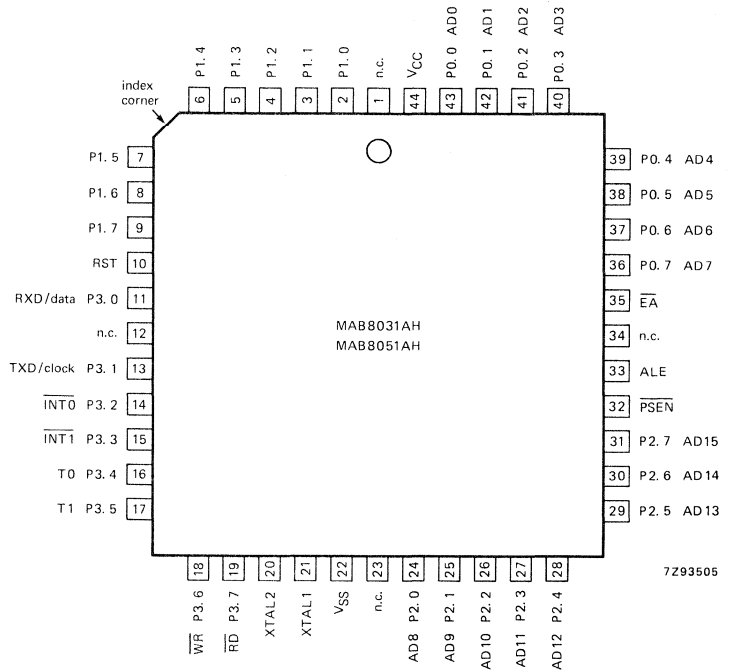 P1.4
P1.3
P1.2
P1.1
P1.0
n.c.
VCC
P0.0 AD0
P0.1 AD1
P0.2 AD2
P0.3 AD3
index
corner
6
5
4
3
2
1
44
43
42
41
40
P1.5 7
P1.6 8
P1.7 9
RST 10
RXD/data P3.0 11
n.c. 12
TXD/clock P3.1 13
INT0 P3.2 14
INT1 P3.3 15
T0 P3.4 16
T1 P3.5 17
MAB8031AH
MAB8051AH
39 P0.4 AD4
38 P0.5 AD5
37 P0.6 AD6
36 P0.7 AD7
35 EA
34 n.c.
33 ALE
32 PSEN
31 P2.7 AD15
30 P2.6 AD14
29 P2.5 AD13
18
19
20
21
22
23
24
25
26
27
28
WR P3.6
RD P3.7
XTAL2
XTAL1
VSS
n.c.
AD8 P2.0
AD9 P2.1
AD10 P2.2
AD11 P2.3
AD12 P2.4
7Z93505